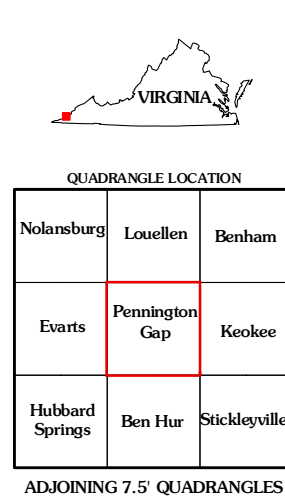 VIRGINIA
QUADRANGLE LOCATION
Nolansburg
Louellen
Benham
Evarts
Pennington
Gap
Keokee
Hubbard
Springs
Ben Hur
Stickleyville
ADJOINING 7.5' QUADRANGLES